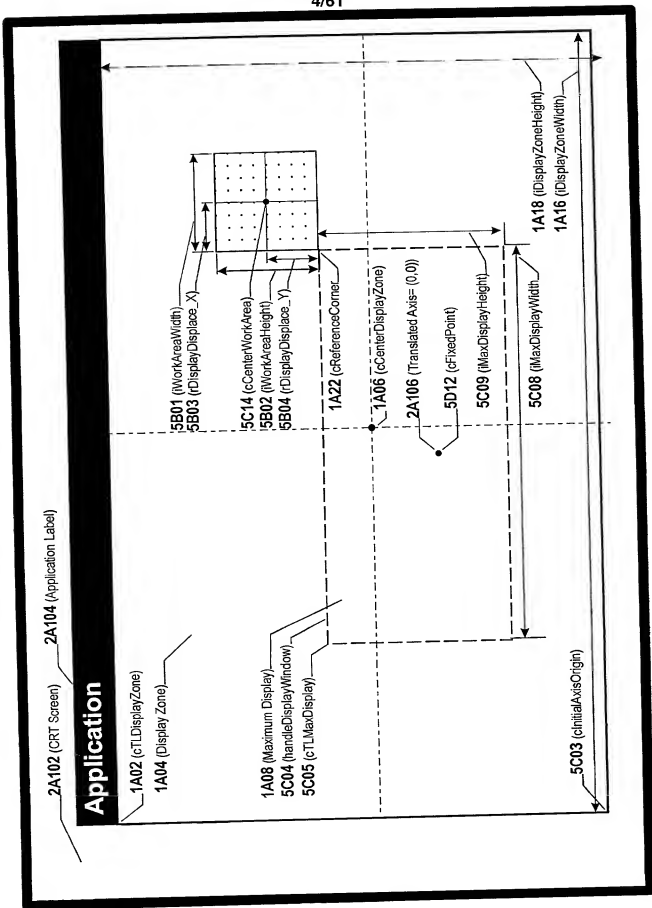 4/61
2A102 (CRT Screen)
2A104 (Application Label)
Application
1A02 (cTLDisplayZone)
1A04 (Display Zone)
5B01 (iWorkAreaWidth)
5B03 (rDisplayDisplace_X)
5C14 (cCenterWorkArea)
5B02 (iWorkAreaHeight)
5B04 (rDisplayDisplace_Y)
1A22 (cReferenceCorner
1A08 (Maximum Display)
5C04 (handleDisplayWindow)
5C05 (cTLMaxDisplay)
1A06 (cCenterDisplayZone)
2A106 (Translated Axis= (0,0))
5D12 (cFixedPoint)
5C09 (iMaxDisplayHeight)
5C08 (iMaxDisplayWidth
1A18 (iDisplayZoneHeight)
1A16 (iDisplayZoneWidth)
5C03 (cInitialAxisOrigin)